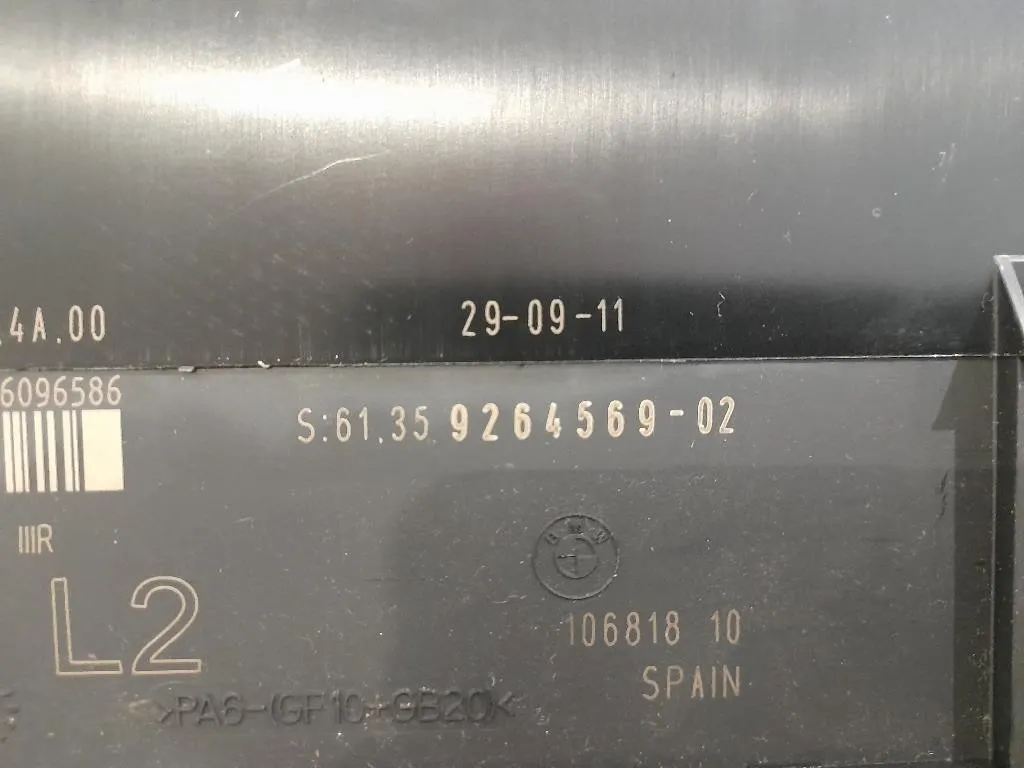 .4A.00
29-09-11
6096586
S:61.35 9264569-02
IIIR
BMW
L2
106818 10
SPAIN
>PA6-(GF10+GB20)<